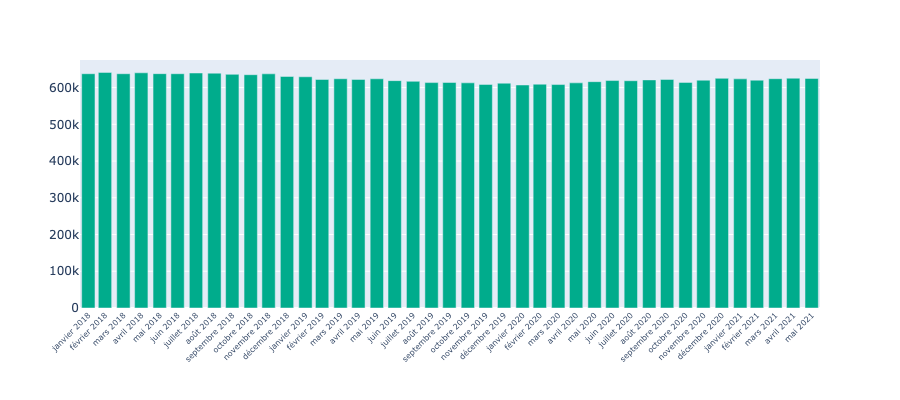 600k
500k
400k
300k
200k
100k
0
janvier 2018
février 2018
mars 2018
avril 2018
mai 2018
juin 2018
juillet 2018
août 2018
septembre 2018
octobre 2018
novembre 2018
décembre 2018
janvier 2019
février 2019
mars 2019
avril 2019
mai 2019
juin 2019
juillet 2019
août 2019
septembre 2019
octobre 2019
novembre 2019
décembre 2019
janvier 2020
février 2020
mars 2020
avril 2020
mai 2020
juin 2020
juillet 2020
août 2020
septembre 2020
octobre 2020
novembre 2020
décembre 2020
janvier 2021
février 2021
mars 2021
avril 2021
mai 2021